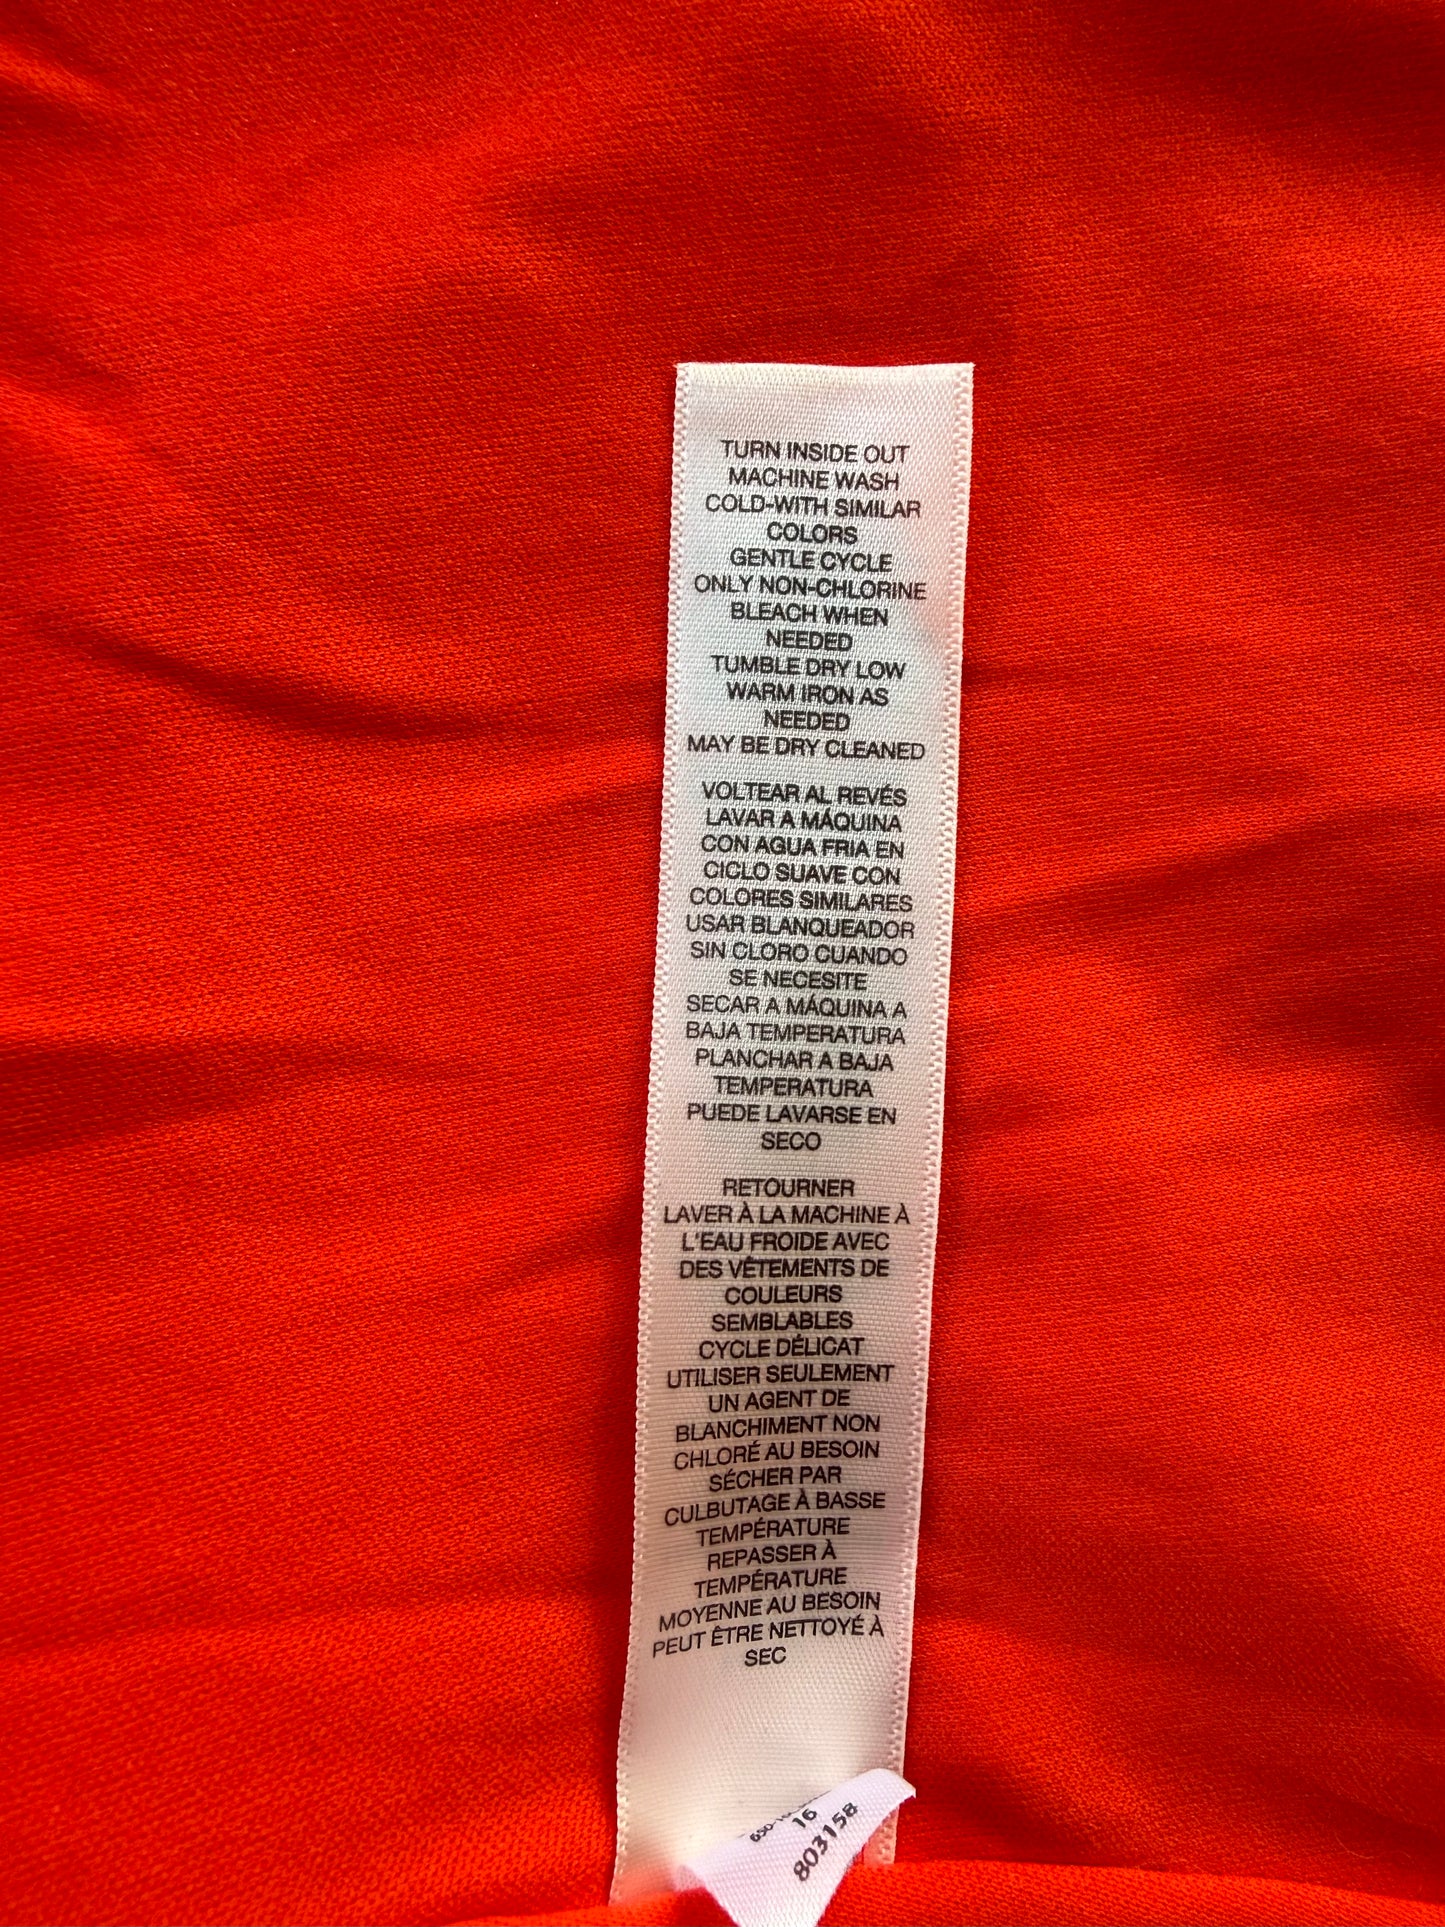 TURN INSIDE OUT
MACHINE WASH
COLD-WITH SIMILAR
COLORS
GENTLE CYCLE
ONLY NON-CHLORINE
BLEACH WHEN
NEEDED
TUMBLE DRY LOW
WARM IRON AS
NEEDED
MAY BE DRY CLEANED
VOLTEAR AL REVÉS
LAVAR A MÁQUINA
CON AGUA FRIA EN
CICLO SUAVE CON
COLORES SIMILARES
USAR BLANQUEADOR
SIN CLORO CUANDO
SE NECESITE
SECAR A MÁQUINA A
BAJA TEMPERATURA
PLANCHAR A BAJA
TEMPERATURA
PUEDE LAVARSE EN
SECO
RETOURNER
LAVER À LA MACHINE À
L'EAU FROIDE AVEC
DES VÊTEMENTS DE
COULEURS
SEMBLABLES
CYCLE DÉLICAT
UTILISER SEULEMENT
UN AGENT DE
BLANCHIMENT NON
CHLORÉ AU BESOIN
SÉCHER PAR
CULBUTAGE À BASSE
TEMPÉRATURE
REPASSER À
TEMPÉRATURE
MOYENNE AU BESOIN
PEUT ÊTRE NETTOYÉ À
SEC
16
803158